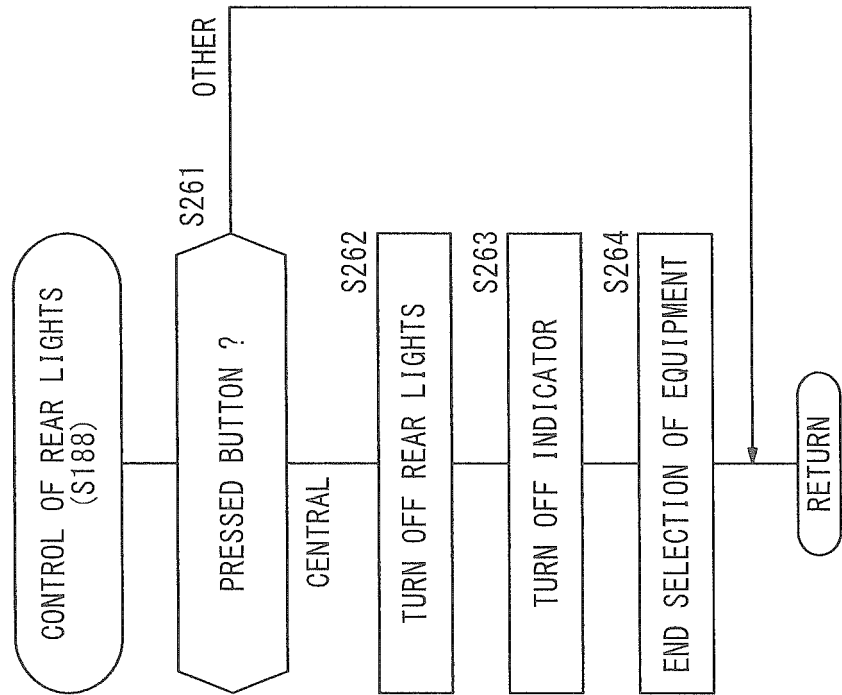 CONTROL OF REAR LIGHTS
(S188)
S261
PRESSED BUTTON ?
OTHER
CENTRAL
S262
TURN OFF REAR LIGHTS
S263
TURN OFF INDICATOR
S264
END SELECTION OF EQUIPMENT
RETURN